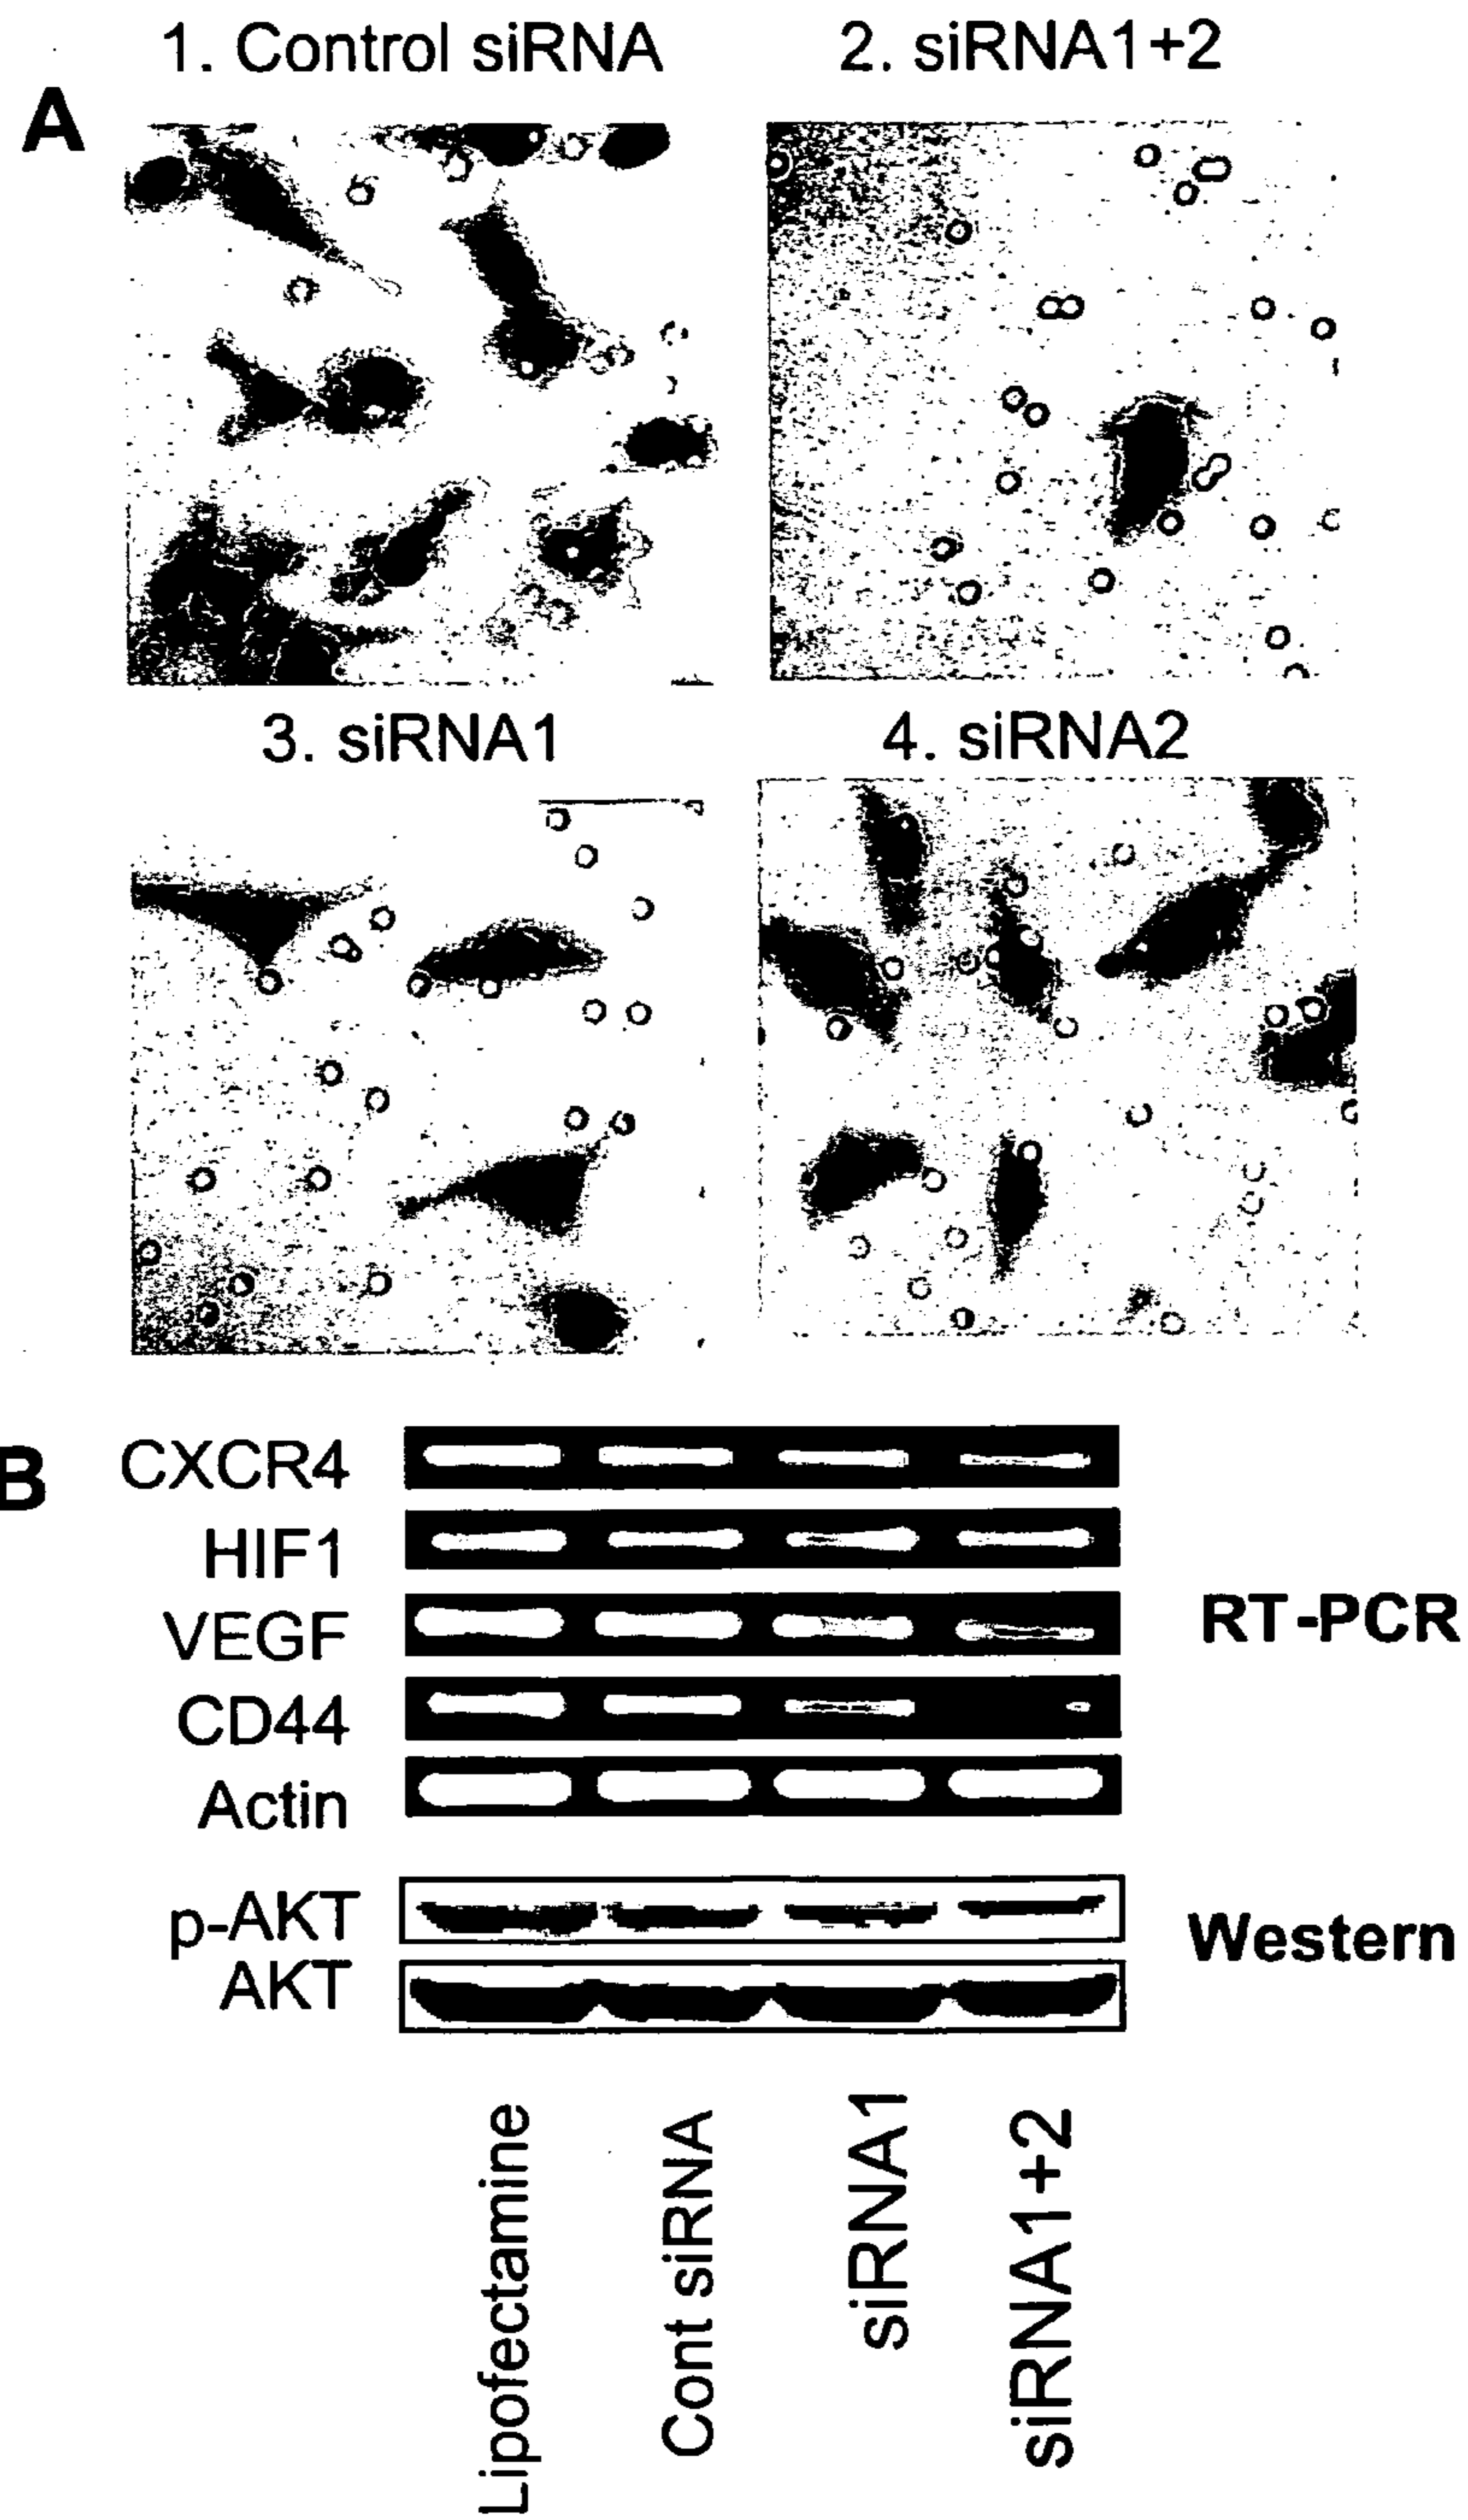 1. Control siRNA
2. siRNA1+2
A
3. siRNA1
4. siRNA2
B
CXCR4
HIF1
VEGF
CD44
Actin
RT-PCR
p-AKT
AKT
Western
Lipofectamine
Cont siRNA
siRNA1
siRNA1+2